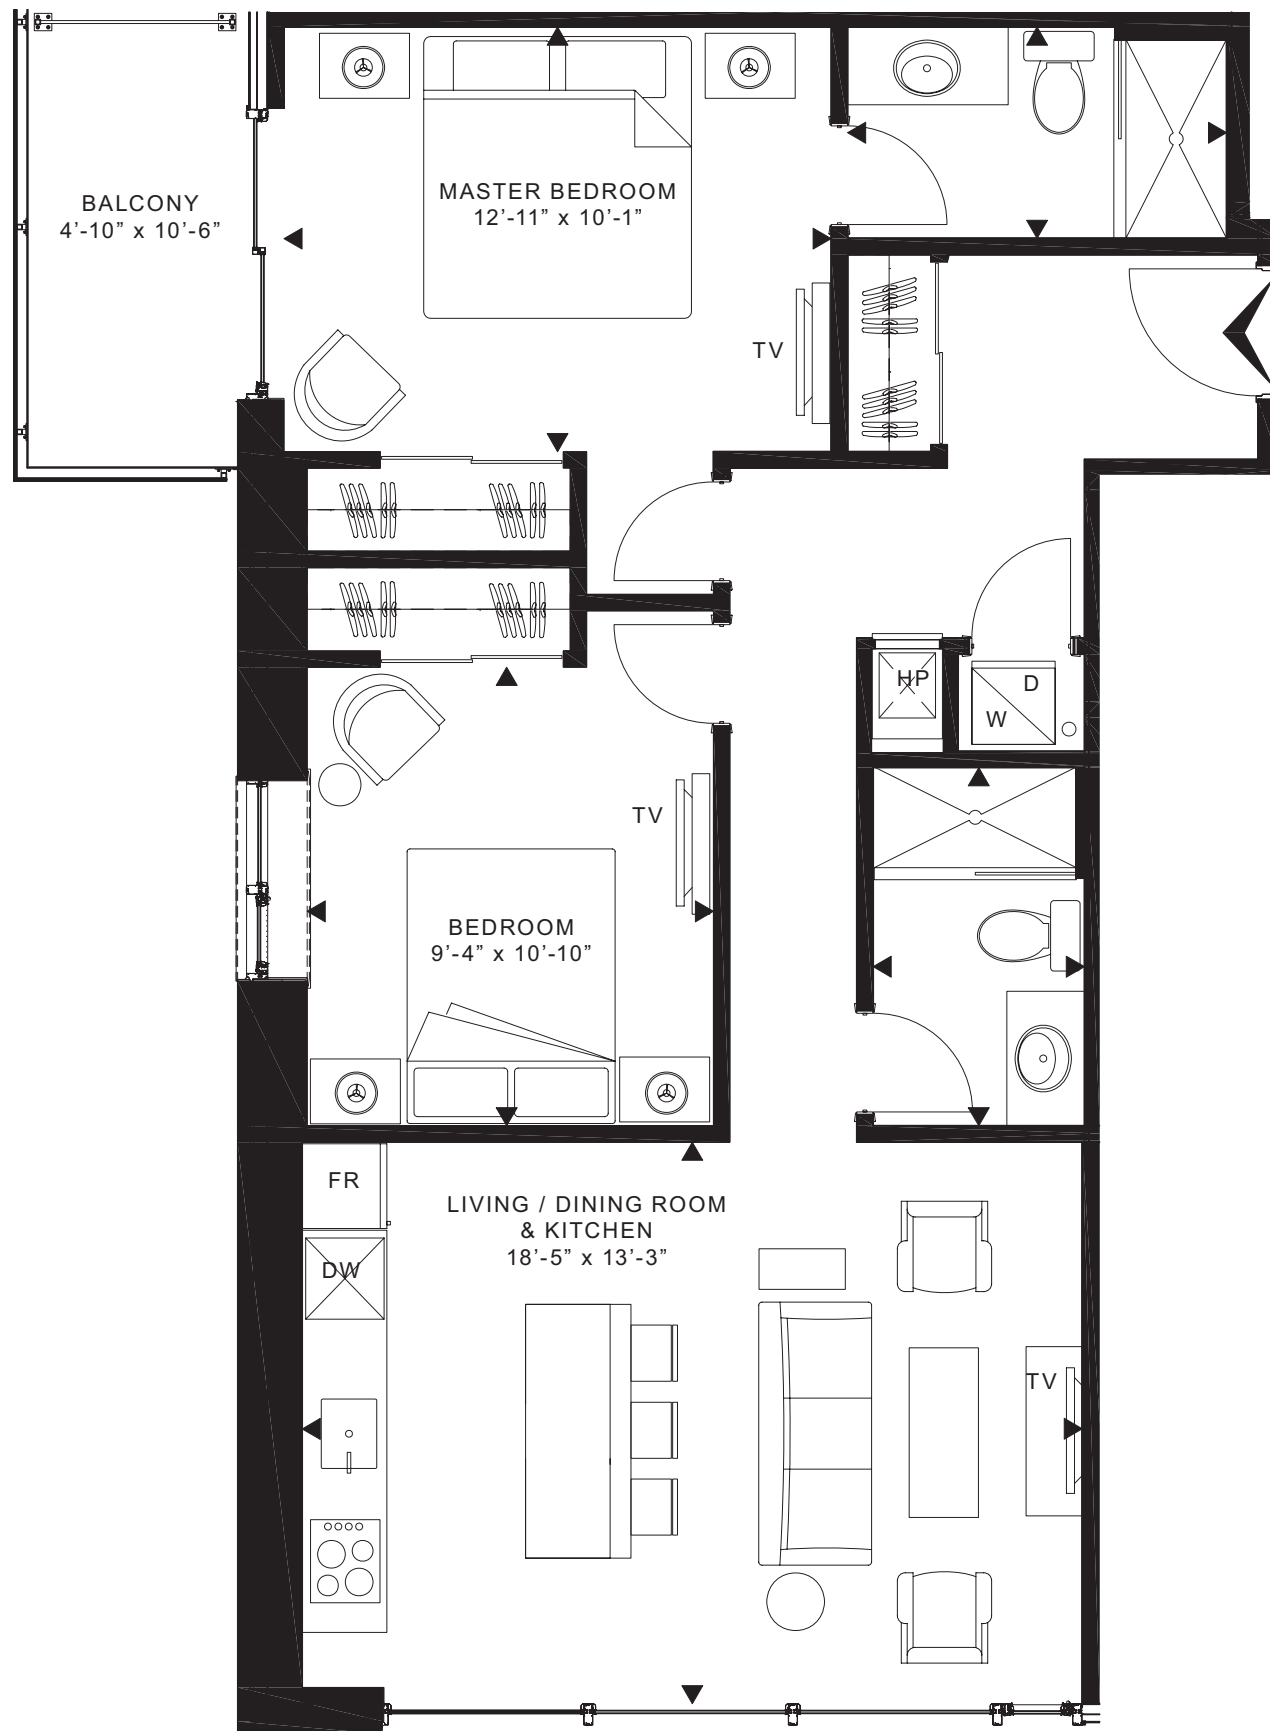 BALCONY
4’-10” x 10’-6”
MASTER BEDROOM
12’-11” x 10’-1”
TV
HP
D
W
TV
BEDROOM
9’-4” x 10’-10”
FR
LIVING / DINING ROOM
& KITCHEN
18’-5” x 13’-3”
DW
TV